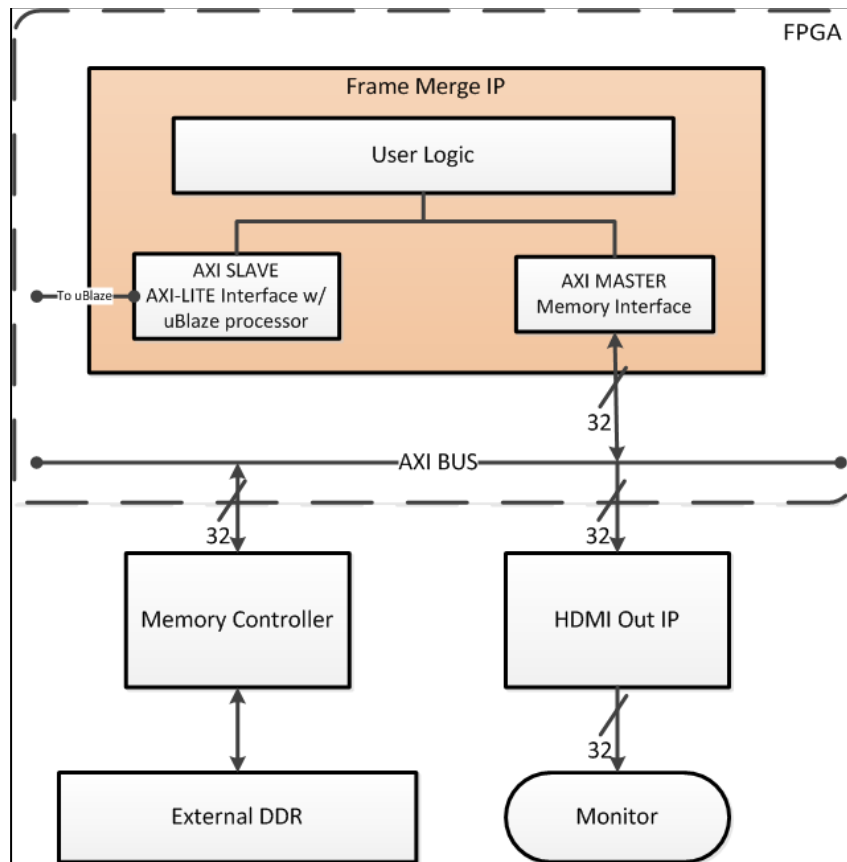 FPGA
Frame Merge IP
User Logic
AXI SLAVE
AXI-LITE Interface w/
uBlaze processor
To uBlaze
AXI MASTER
Memory Interface
32
AXI BUS
32
32
Memory Controller
HDMI Out IP
32
External DDR
Monitor